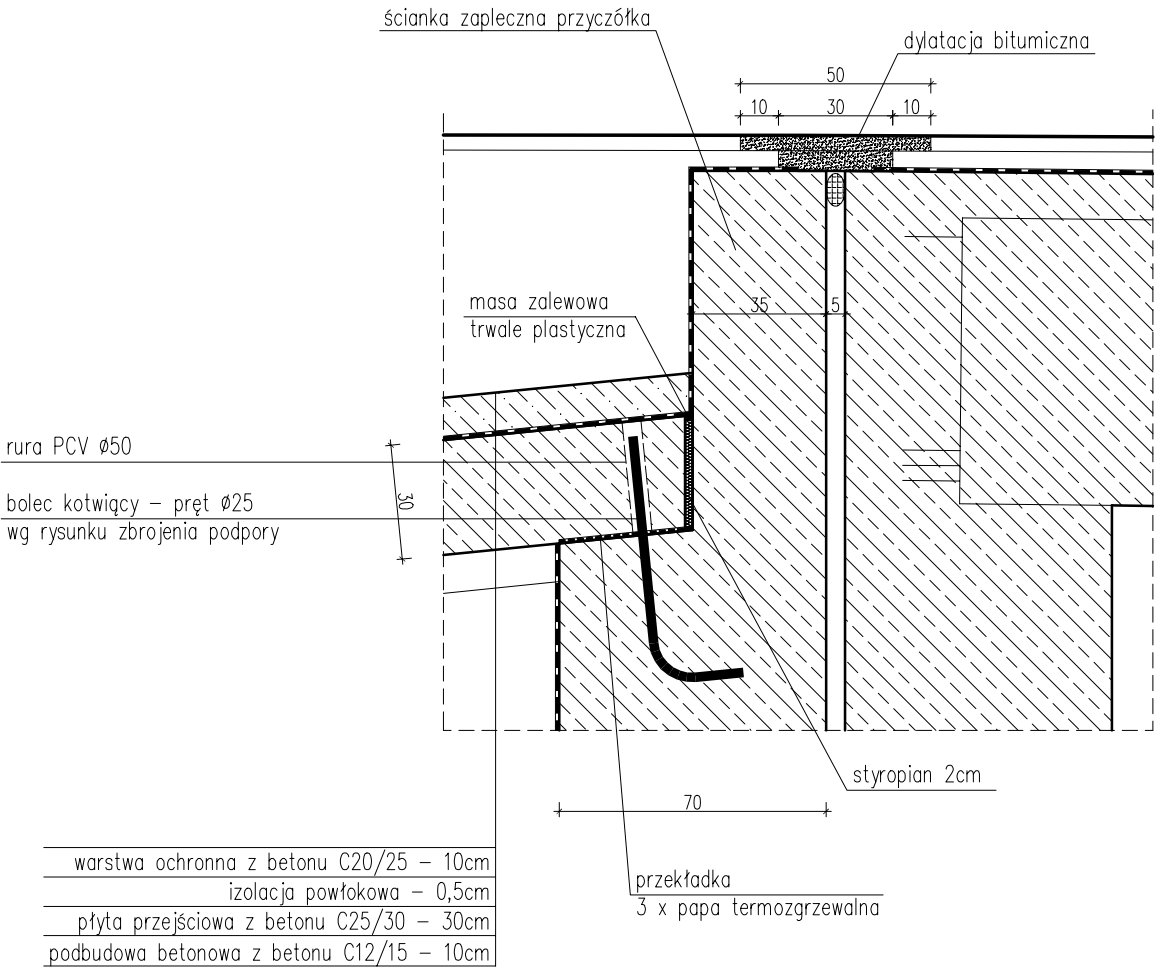 ścianka zapleczna przyczółka
dylatacja bitumiczna
50
10
30
10
masa zalewowa
trwale plastyczna
35
5
rura PCV ø50
bolec kotwiący – pręt ø25
wg rysunku zbrojenia podpory
30
styropian 2cm
70
warstwa ochronna z betonu C20/25 – 10cm
izolacja powłokowa – 0,5cm
płyta przejściowa z betonu C25/30 – 30cm
podbudowa betonowa z betonu C12/15 – 10cm
przekładka
3 x papa termozgrzewalna